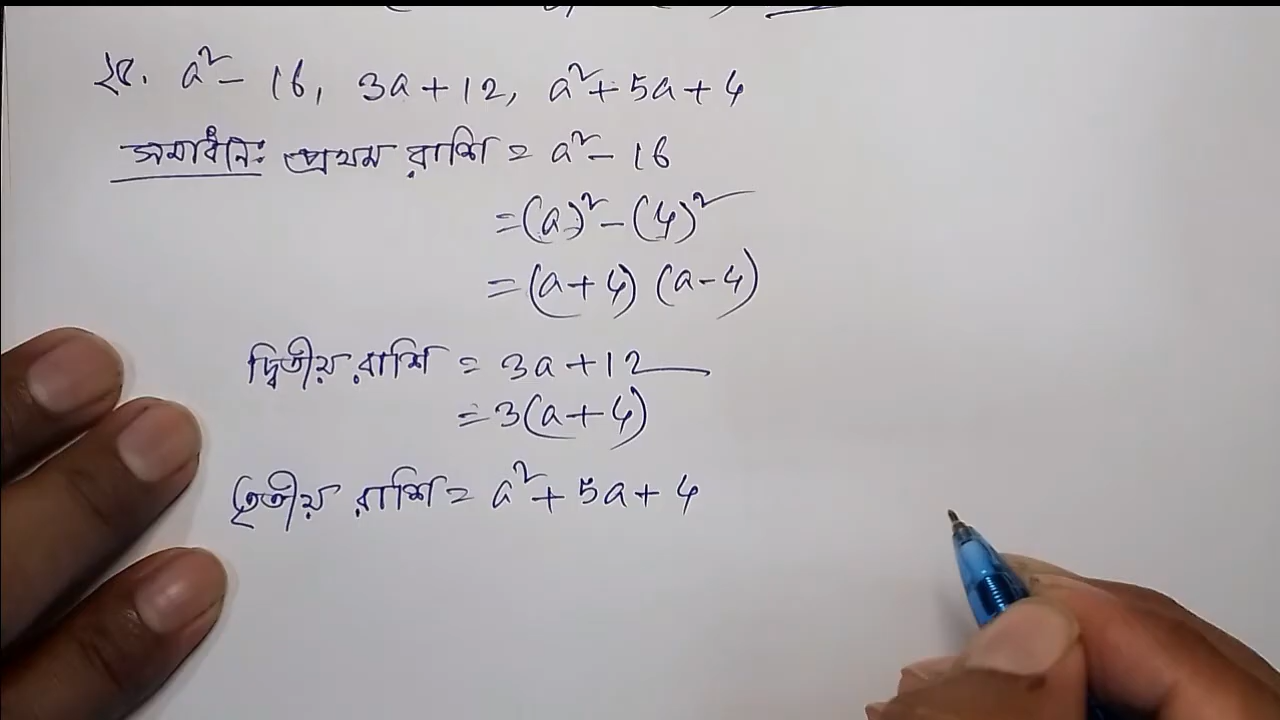 ২৫. a² - 16, 3a + 12, a² + 5a + 4
সমাধান: প্রথম রাশি = a² - 16
= (a)² - (4)²
= (a + 4) (a - 4)
দ্বিতীয় রাশি = 3a + 12
= 3(a + 4)
তৃতীয় রাশি = a² + 5a + 4